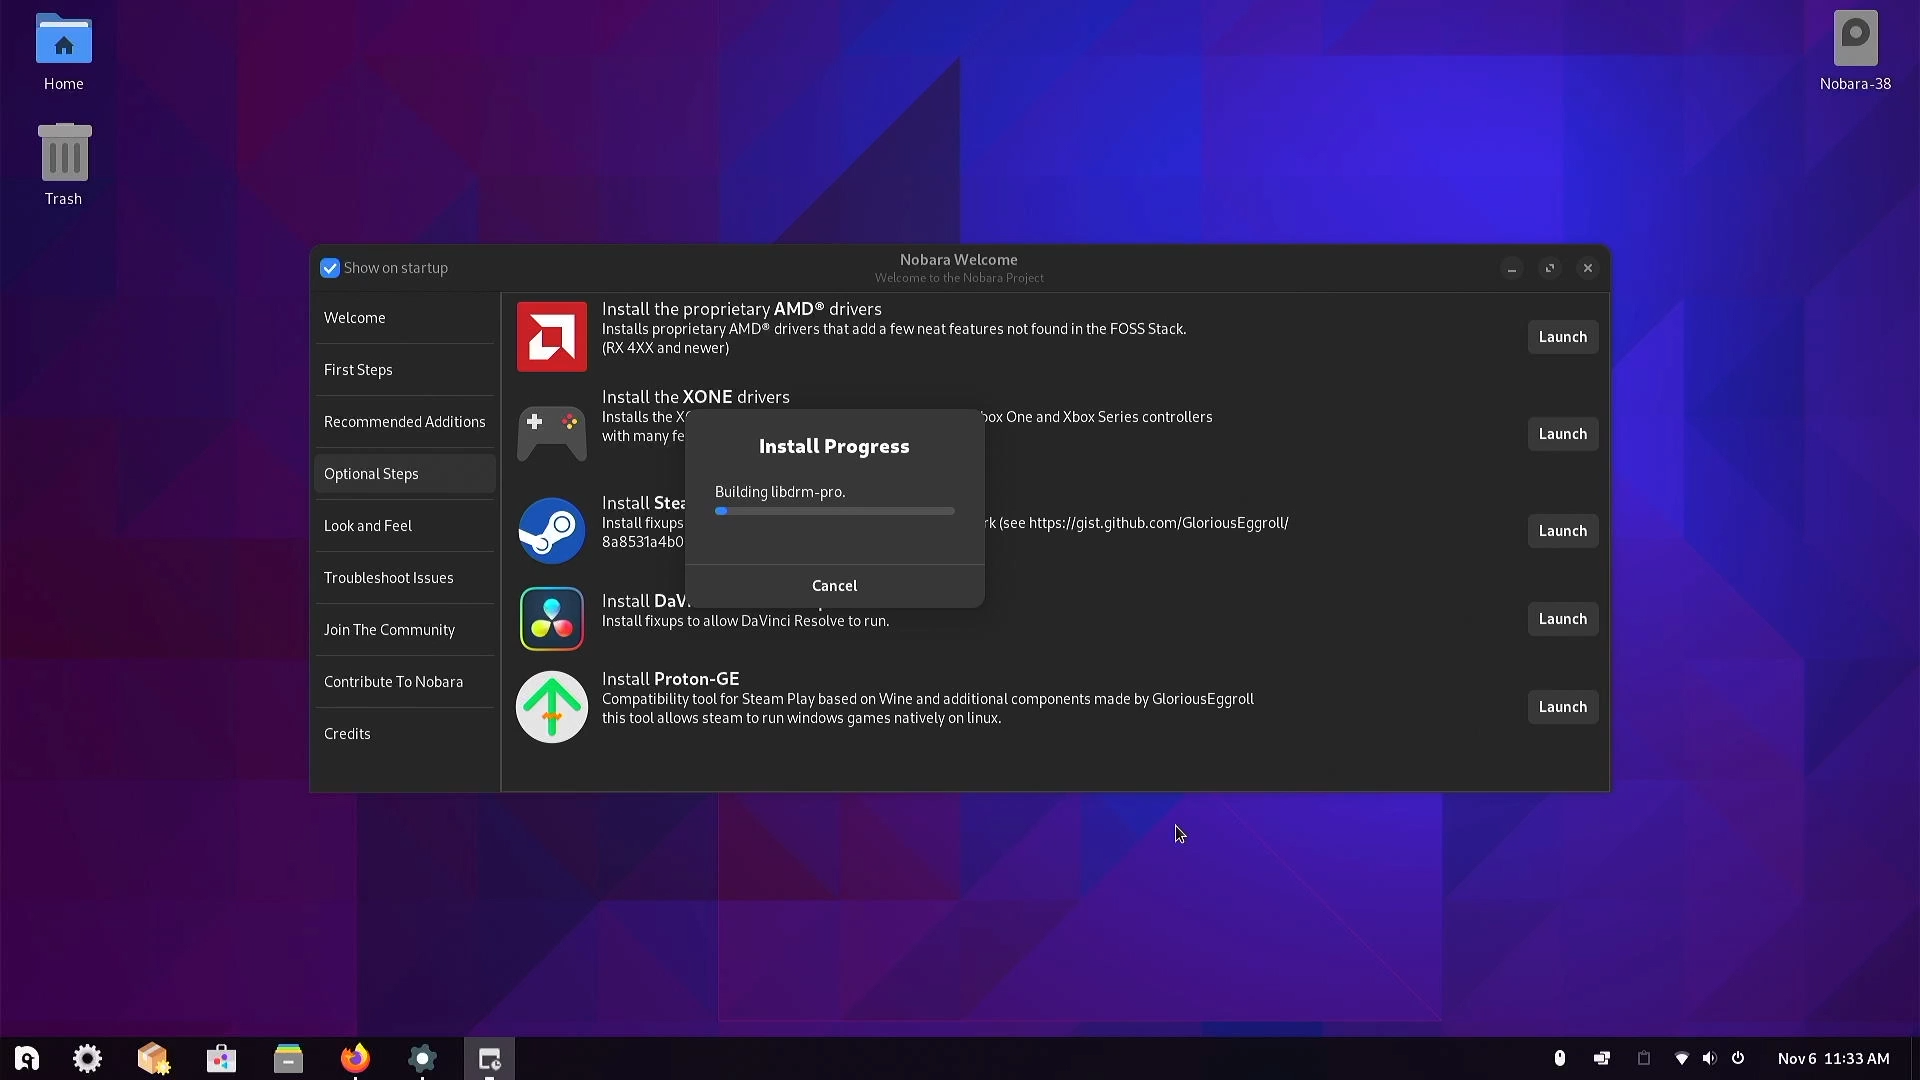 Home
Trash
Nobara-38
Show on startup
Nobara Welcome
Welcome to the Nobara Project
Welcome
First Steps
Recommended Additions
Optional Steps
Look and Feel
Troubleshoot Issues
Join The Community
Contribute To Nobara
Credits
Install the proprietary AMD® drivers
Installs proprietary AMD® drivers that add a few neat features not found in the FOSS Stack.
(RX 4XX and newer)
Launch
Install the XONE drivers
Installs the box One and Xbox Series controllers
with many
Launch
Install
Install fixups (see https://gist.github.com/GloriousEggroll/
8a8531a4b0
Launch
Install
Install fixups to allow DaVinci Resolve to run.
Launch
Install Proton-GE
Compatibility tool for Steam Play based on Wine and additional components made by GloriousEggroll
this tool allows steam to run windows games natively on linux.
Launch
Install Progress
Building libdrm-pro.
Cancel
Nov 6 11:33 AM